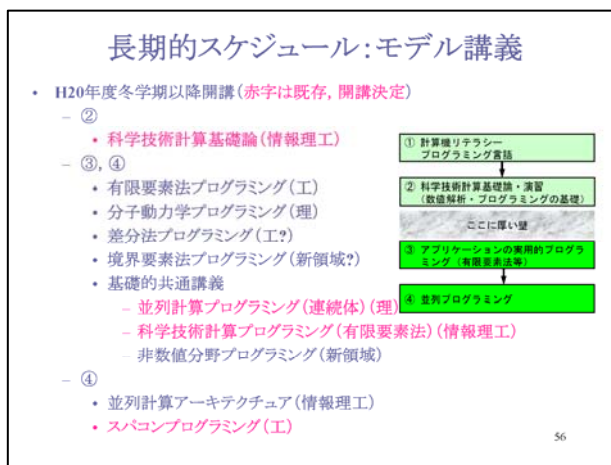 長期的スケジュール：モデル講義
• H20年度冬学期以降開講（赤字は既存，開講決定）
– ②
• 科学技術計算基礎論（情報理工）
– ③，④
• 有限要素法プログラミング（工）
• 分子動力学プログラミング（理）
• 差分法プログラミング（工？）
• 境界要素法プログラミング（新領域？）
• 基礎的共通講義
– 並列計算プログラミング（連続体）（理）
– 科学技術計算プログラミング（有限要素法）（情報理工）
– 非数値分野プログラミング（新領域）
– ④
• 並列計算アーキテクチュア（情報理工）
• スパコンプログラミング（工）
① 計算機リテラシー
プログラミング言語
② 科学技術計算基礎論・演習
（数値解析・プログラミングの基礎）
ここに厚い壁
③ アプリケーションの実用的プログラ
ミング（有限要素法等）
④ 並列プログラミング
56